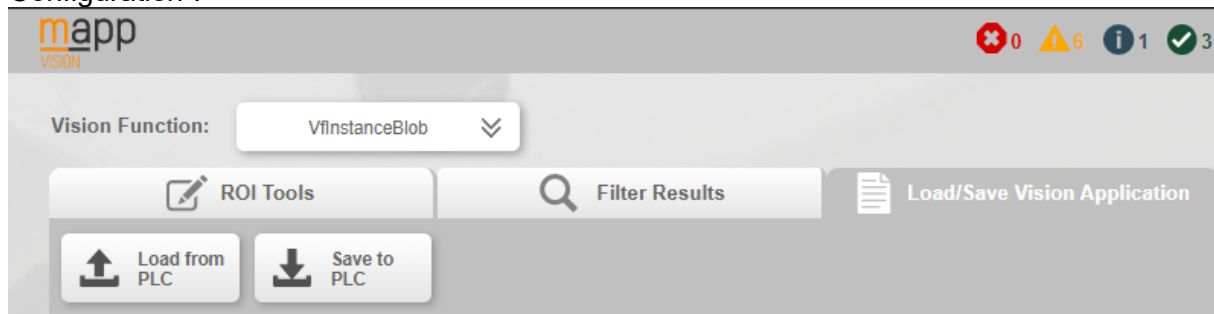 mapp
VISION
0 6 1 3
Vision Function: VfInstanceBlob
ROI Tools Filter Results Load/Save Vision Application
Load from PLC Save to PLC